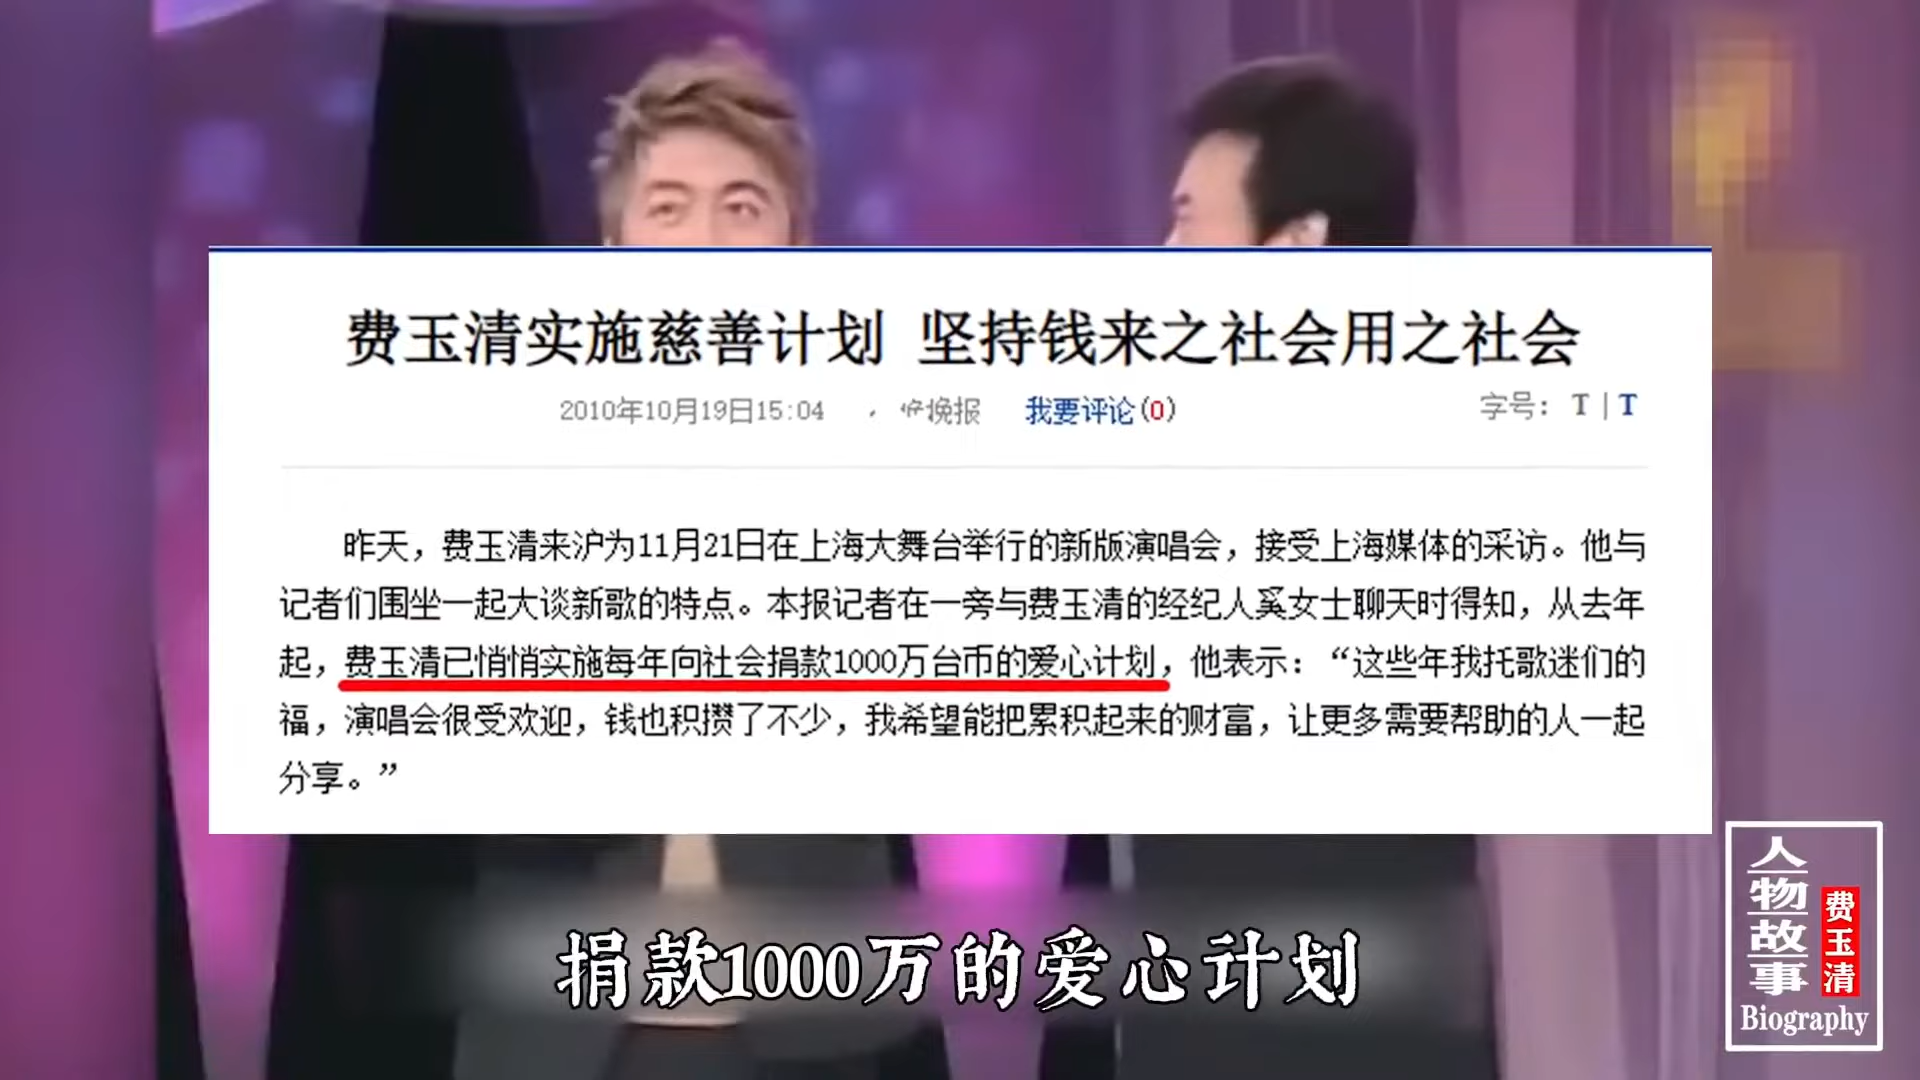 费玉清实施慈善计划 坚持钱来之社会用之社会
2010年10月19日15:04 晚报 我要评论(0) 字号：T|T
昨天，费玉清来沪为11月21日在上海大舞台举行的新版演唱会，接受上海媒体的采访。他与
记者们围坐一起大谈新歌的特点。本报记者在一旁与费玉清的经纪人奚女士聊天时得知，从去年
起，费玉清已悄悄实施每年向社会捐款1000万台币的爱心计划，他表示：“这些年我托歌迷们的
福，演唱会很受欢迎，钱也积攒了不少，我希望能把累积起来的财富，让更多需要帮助的人一起
分享。”
捐款1000万的爱心计划
人物故事
费玉清
Biography